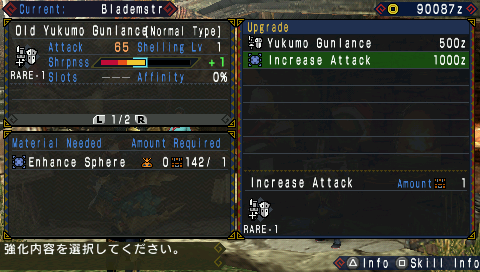 Current: Blademstr
90087z
Old Yukumo Gunlance[Normal Type]
Attack 65 Shelling Lv 1
Shrpnss +1
RARE-1
Slots --- Affinity 0%
L 1/2 R
Material Needed Amount Required
Enhance Sphere 0 142/ 1
Upgrade
Yukumo Gunlance 500z
Increase Attack 1000z
Increase Attack Amount 1
RARE-1
強化内容を選択してください。
Info Skill Info